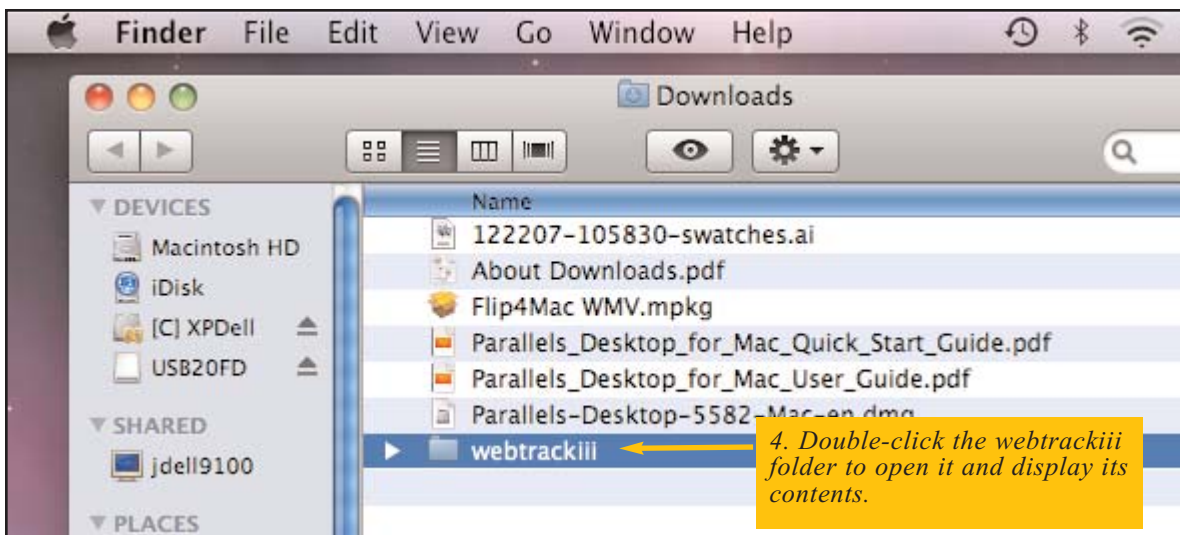 Finder File Edit View Go Window Help
Downloads
DEVICES
Macintosh HD
iDisk
[C] XPDell
USB20FD
SHARED
jdell9100
PLACES
Name
122207-105830-swatches.ai
About Downloads.pdf
Flip4Mac WMV.mpkg
Parallels_Desktop_for_Mac_Quick_Start_Guide.pdf
Parallels_Desktop_for_Mac_User_Guide.pdf
Parallels-Desktop-5582-Mac-en.dmg
webtrackiii
4. Double-click the webtrackiii
folder to open it and display its
contents.